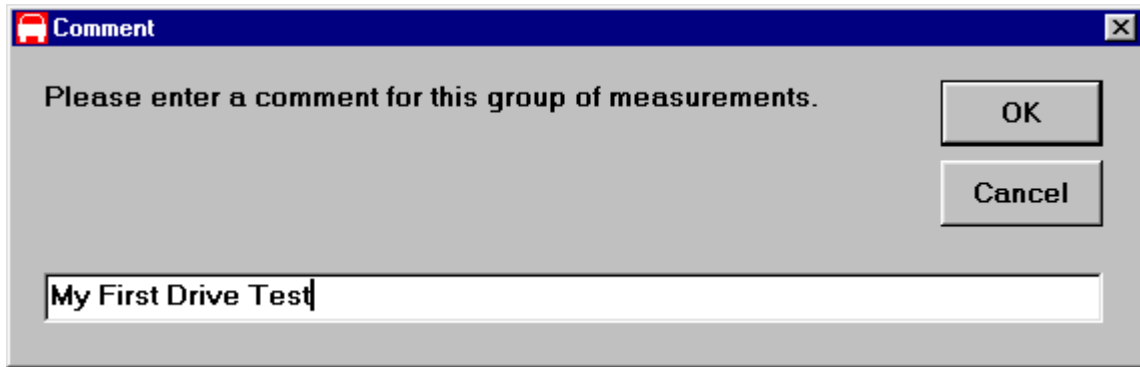 Comment
Please enter a comment for this group of measurements.
OK
Cancel
My First Drive Test